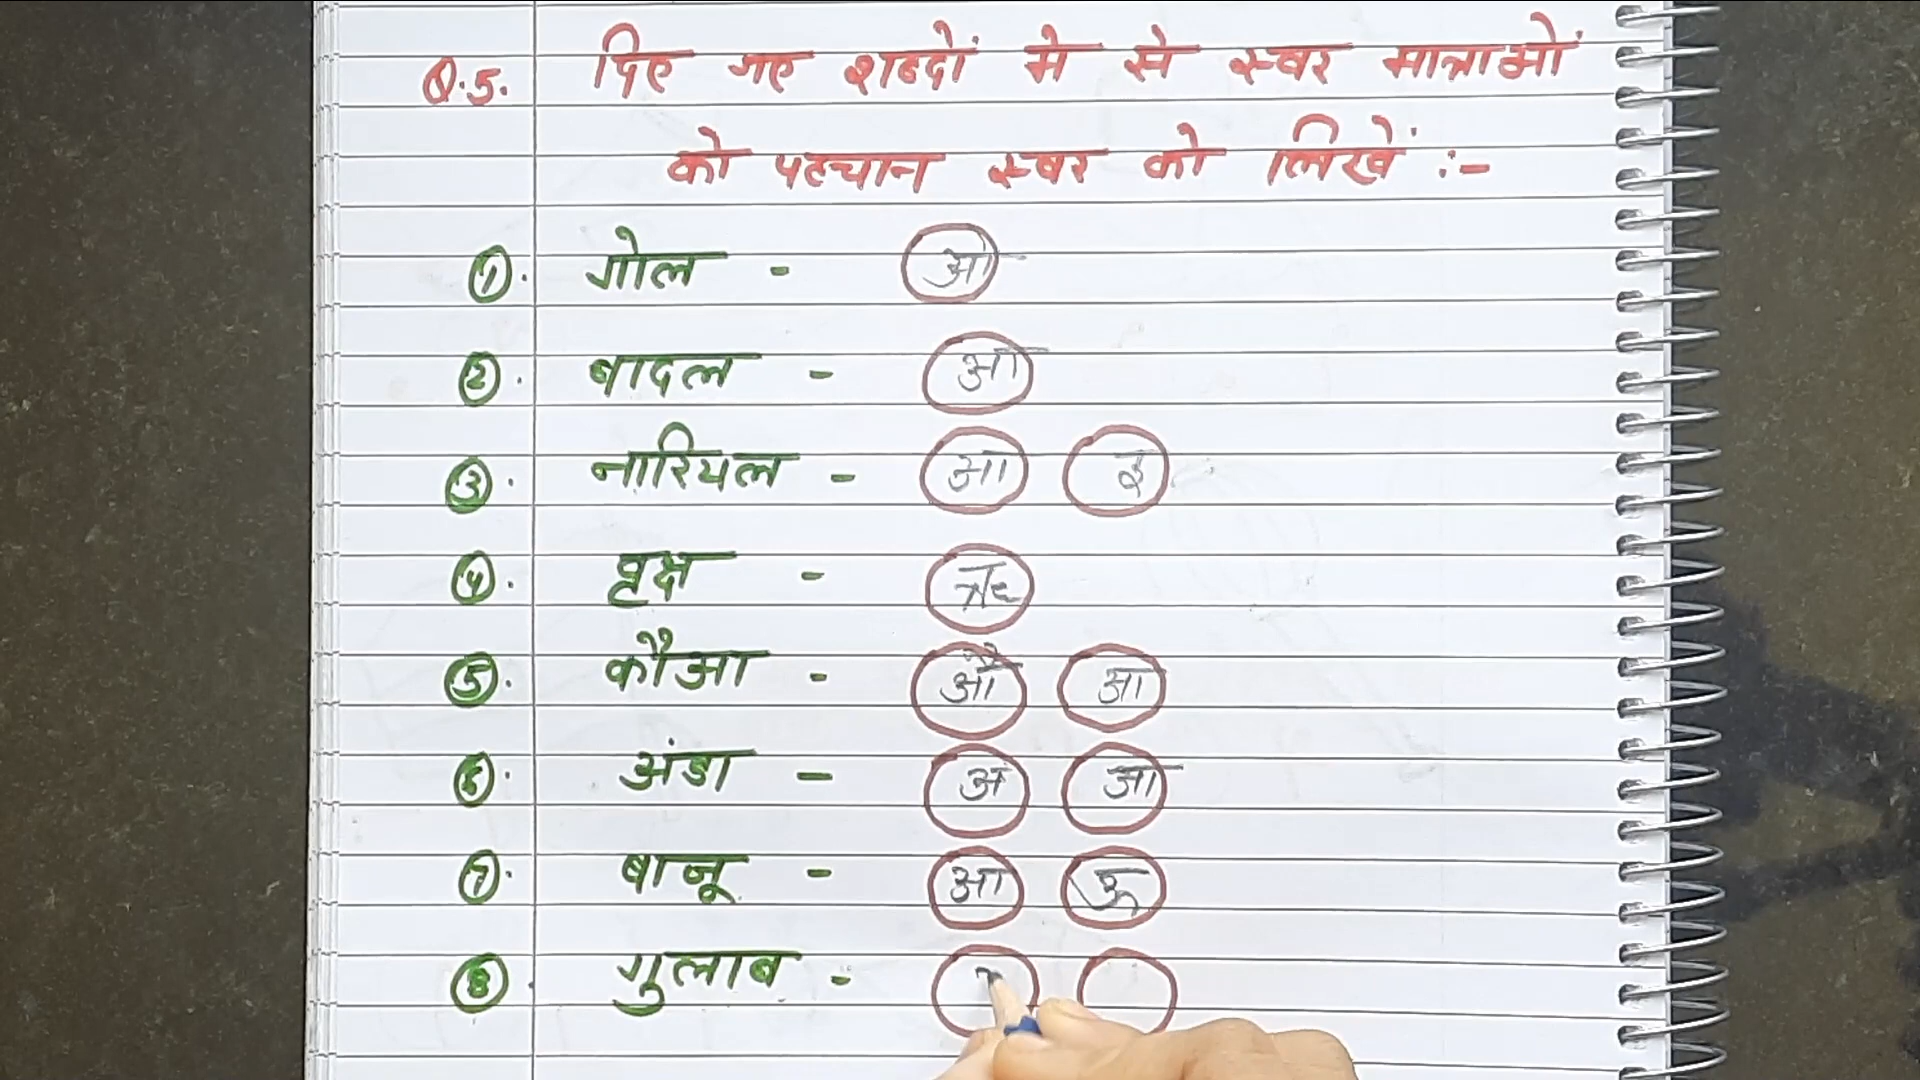 Q.5. दिए गए शब्दों मे से स्वर मात्राओं
को पहचान स्वर को लिखें :-
1. गोल - ओ
2. बादल - आ
3. नारियल - आ इ
4. वृक्ष - ऋ
5. कौआ - औ आ
6. अंडा - अं आ
7. बाजू - आ ऊ
8. गुलाब -